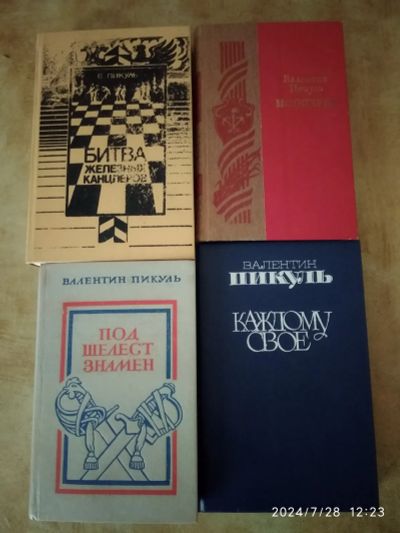 В. ПИКУЛЬ
БИТВА
ЖЕЛЕЗНЫХ
КАНЦЛЕРОВ
Валентин
Пикуль
ВАЛЕНТИН ПИКУЛЬ
ПОД
ШЕЛЕСТ
ЗНАМЕН
ВАЛЕНТИН
ПИКУЛЬ
КАЖДОМУ
СВОЕ
2024/7/28 12:23